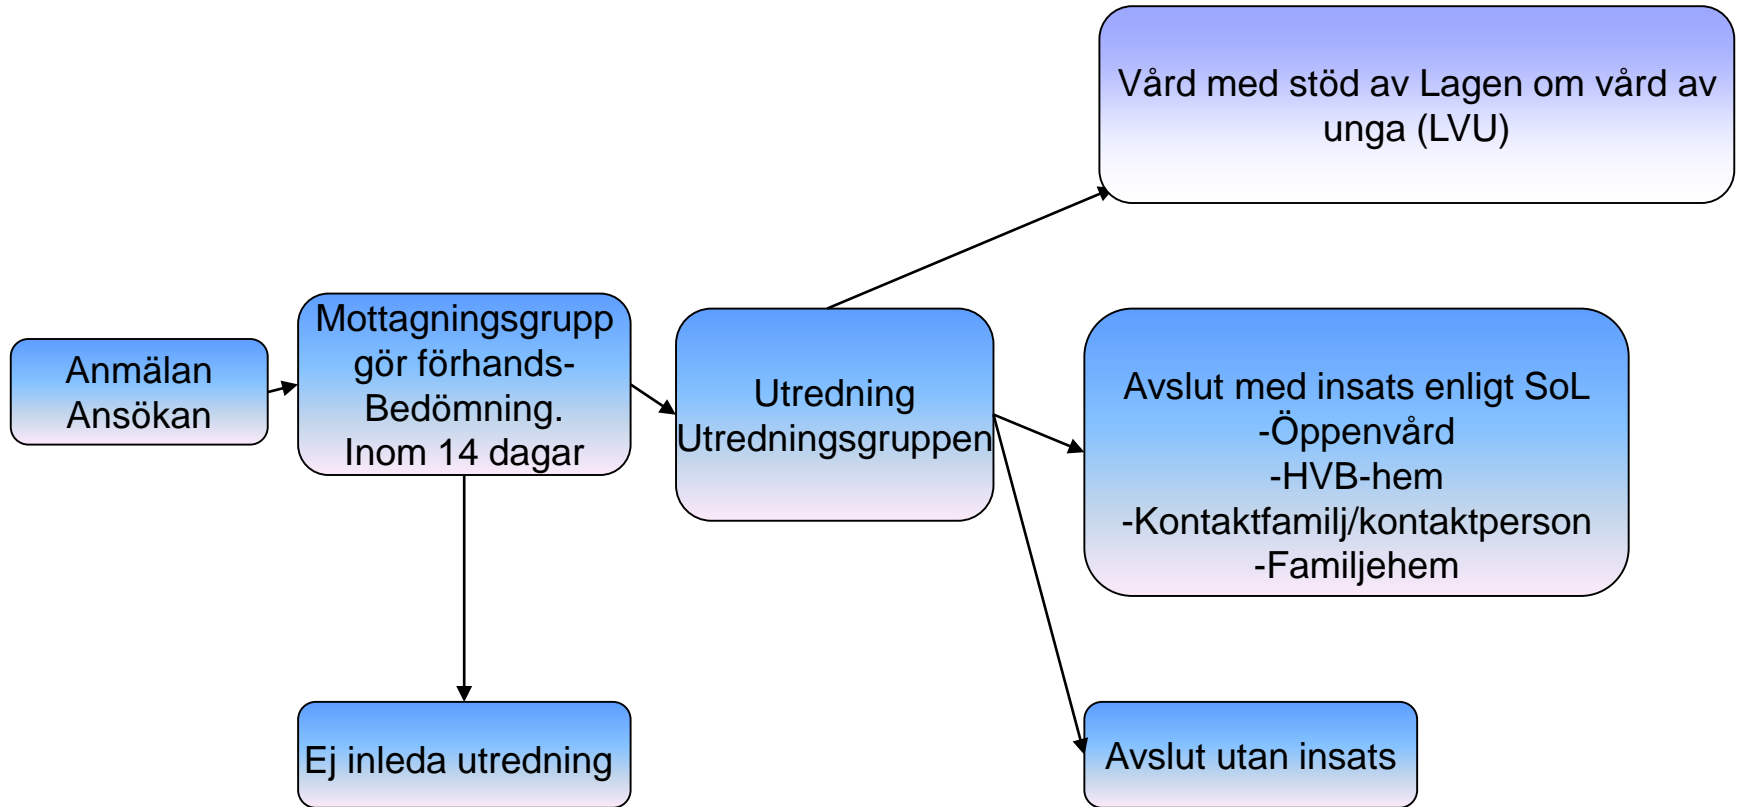 Vård med stöd av Lagen om vård av
unga (LVU)
Anmälan
Ansökan
Mottagningsgrupp
gör förhands-
Bedömning.
Inom 14 dagar
Utredning
Utredningsgruppen
Avslut med insats enligt SoL
-Öppenvård
-HVB-hem
-Kontaktfamilj/kontaktperson
-Familjehem
Ej inleda utredning
Avslut utan insats